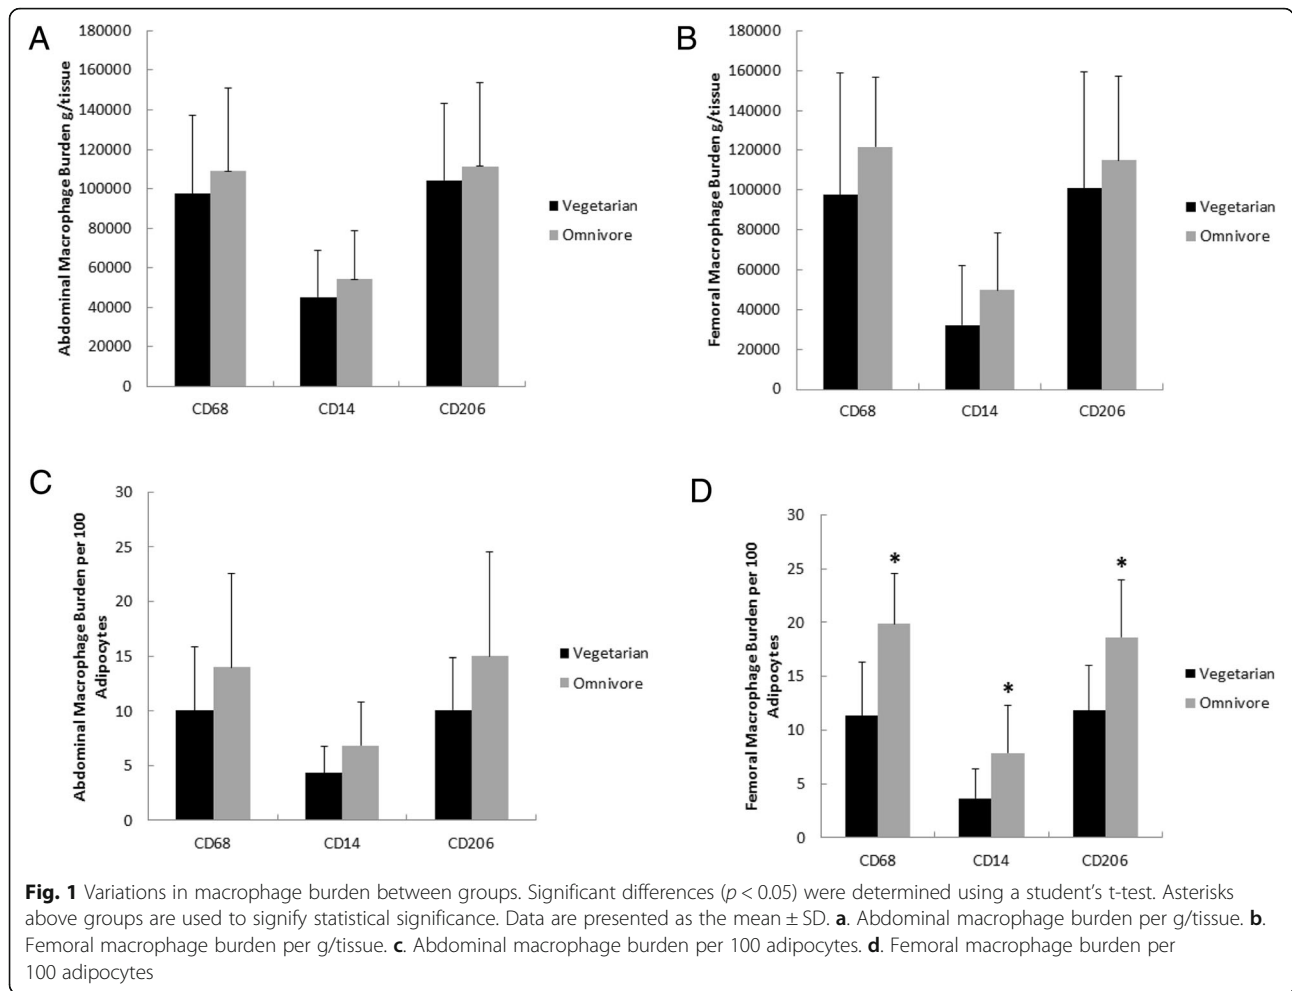 A
Abdominal Macrophage Burden g/tissue
180000
160000
140000
120000
100000
80000
60000
40000
20000
0
CD68 CD14 CD206
Vegetarian
Omnivore
B
Femoral Macrophage Burden g/tissue
180000
160000
140000
120000
100000
80000
60000
40000
20000
0
CD68 CD14 CD206
Vegetarian
Omnivore
C
Abdominal Macrophage Burden per 100
Adipocytes
30
25
20
15
10
5
0
CD68 CD14 CD206
Vegetarian
Omnivore
D
Femoral Macrophage Burden per 100
Adipocytes
30
25
20
15
10
5
0
* * *
CD68 CD14 CD206
Vegetarian
Omnivore
Fig. 1 Variations in macrophage burden between groups. Significant differences (p < 0.05) were determined using a student's t-test. Asterisks
above groups are used to signify statistical significance. Data are presented as the mean ± SD. a. Abdominal macrophage burden per g/tissue. b.
Femoral macrophage burden per g/tissue. c. Abdominal macrophage burden per 100 adipocytes. d. Femoral macrophage burden per
100 adipocytes